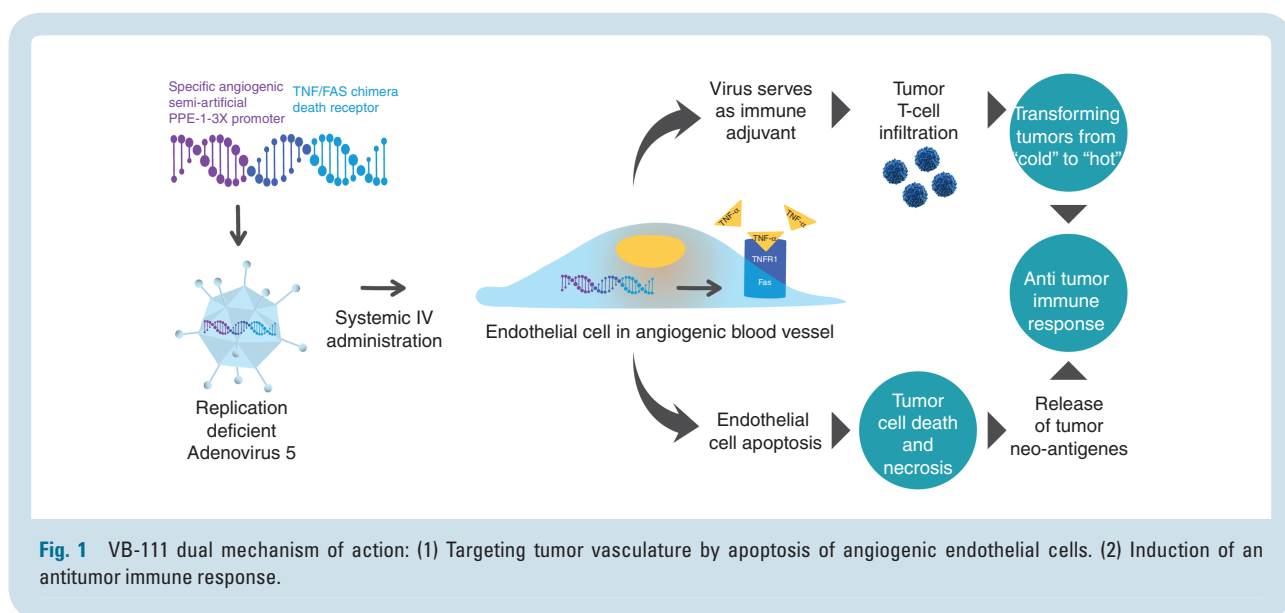 Specific angiogenic
semi-artificial
PPE-1-3X promoter
TNF/FAS chimera
death receptor
Replication
deficient
Adenovirus 5
Systemic IV
administration
Virus serves
as immune
adjuvant
Tumor
T-cell
infiltration
Transforming
tumors from
"cold" to "hot"
TNF-α
TNF-α
TNF-α
TNFR1
Fas
Endothelial cell in angiogenic blood vessel
Anti tumor
immune
response
Endothelial
cell apoptosis
Tumor
cell death
and
necrosis
Release
of tumor
neo-antigenes
Fig. 1 VB-111 dual mechanism of action: (1) Targeting tumor vasculature by apoptosis of angiogenic endothelial cells. (2) Induction of an
antitumor immune response.